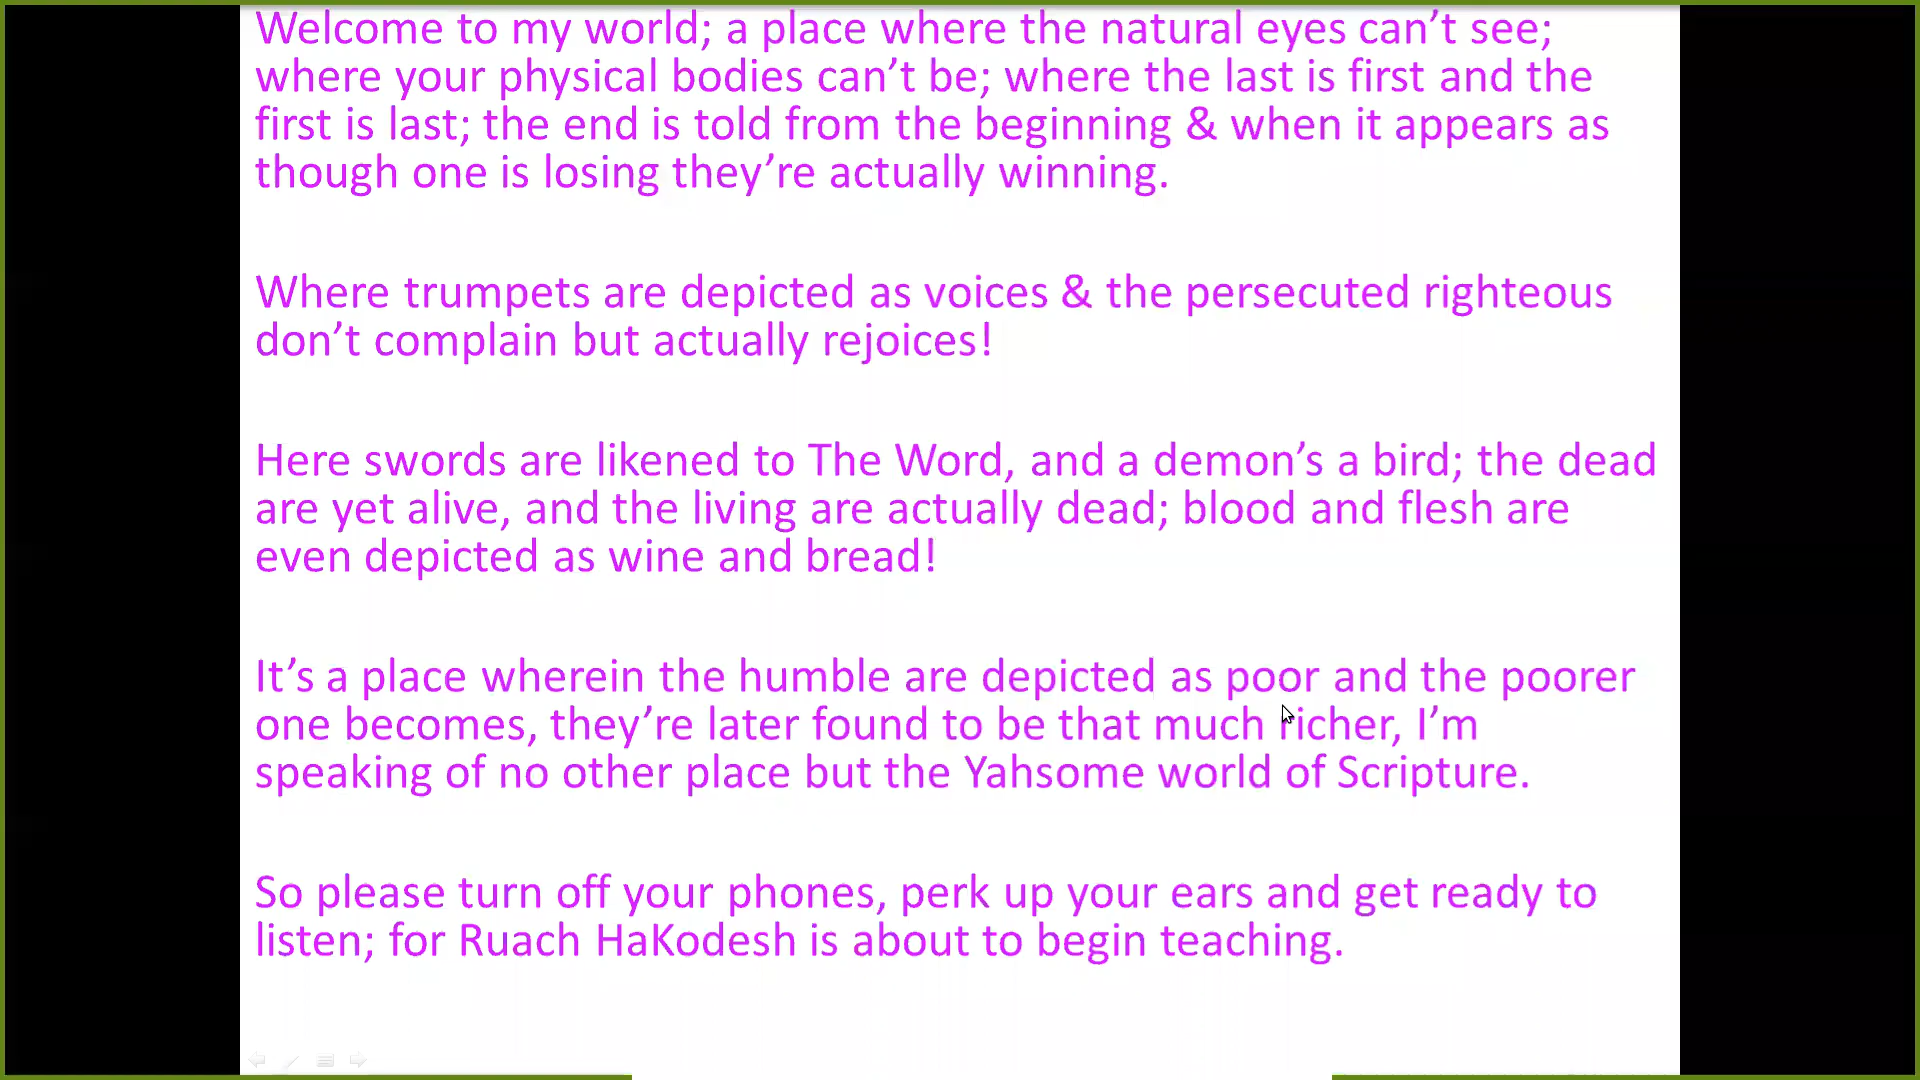 Welcome to my world; a place where the natural eyes can’t see;
where your physical bodies can’t be; where the last is first and the
first is last; the end is told from the beginning & when it appears as
though one is losing they’re actually winning.
Where trumpets are depicted as voices & the persecuted righteous
don’t complain but actually rejoices!
Here swords are likened to The Word, and a demon’s a bird; the dead
are yet alive, and the living are actually dead; blood and flesh are
even depicted as wine and bread!
It’s a place wherein the humble are depicted as poor and the poorer
one becomes, they’re later found to be that much richer, I’m
speaking of no other place but the Yahsome world of Scripture.
So please turn off your phones, perk up your ears and get ready to
listen; for Ruach HaKodesh is about to begin teaching.